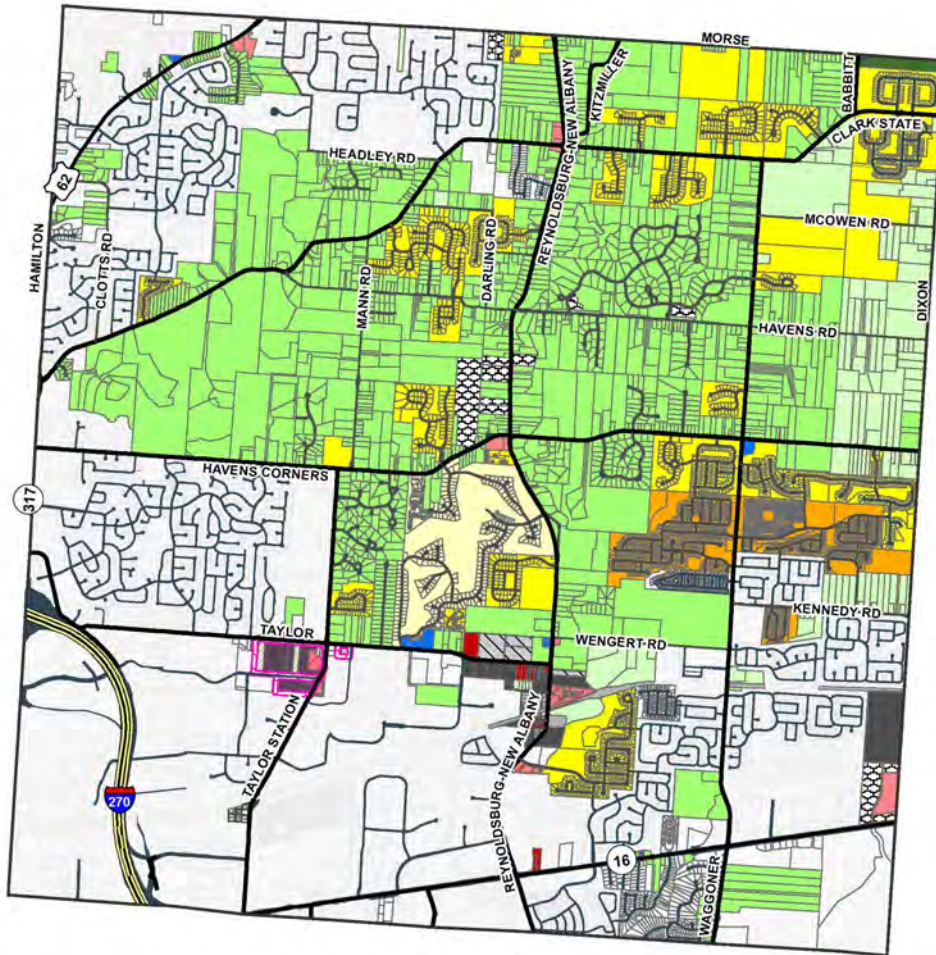 MORSE
BABBITT
KITZMILLER
REYNOLDSBURG-NEW ALBANY
CLARK STATE
HEADLEY RD
62
MCOWEN RD
HAMILTON
CLOTTS RD
MANN RD
DARLING RD
DIXON
HAVENS RD
HAVENS CORNERS
317
KENNEDY RD
TAYLOR
WENGERT RD
TAYLOR STATION
REYNOLDSBURG-NEW ALBANY
270
16
WAGGONER